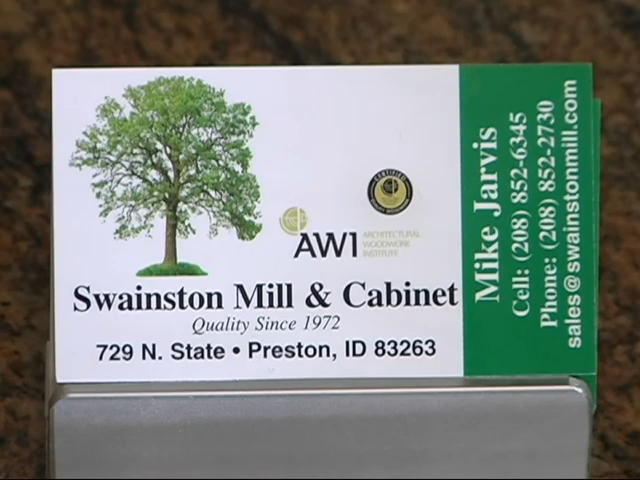 CERTIFIED
AWI
ARCHITECTURAL
WOODWORK
INSTITUTE
Swainston Mill & Cabinet
Quality Since 1972
729 N. State • Preston, ID 83263
Mike Jarvis
Cell: (208) 852-6345
Phone: (208) 852-2730
sales@swainstonmill.com